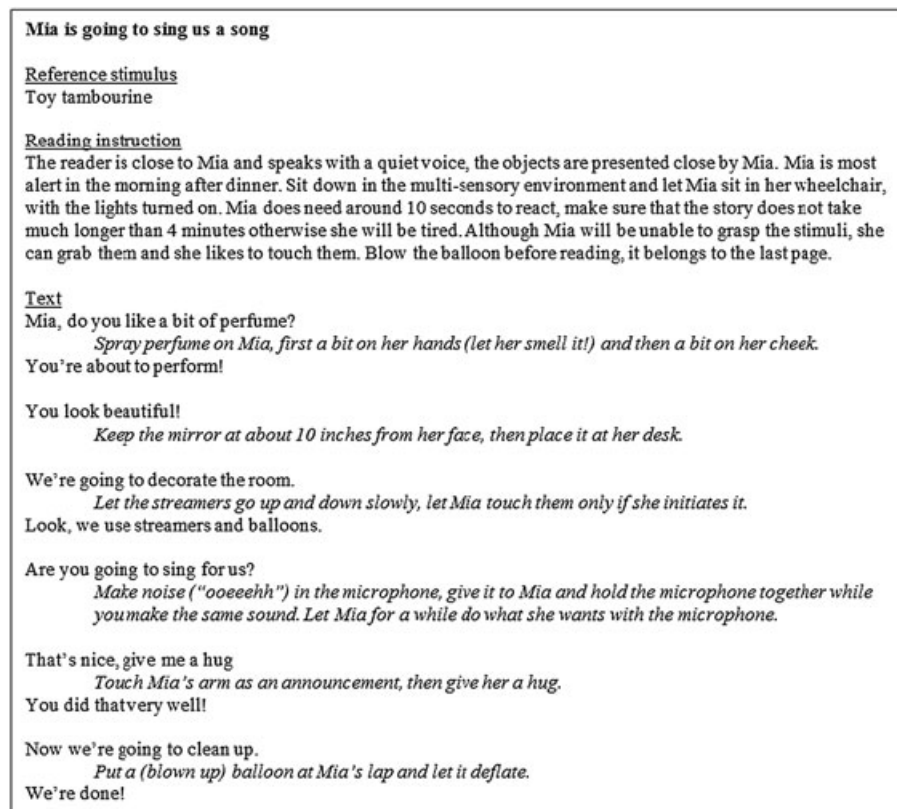 Mia is going to sing us a song
Reference stimulus
Toy tambourine
Reading instruction
The reader is close to Mia and speaks with a quiet voice, the objects are presented close by Mia. Mia is most
alert in the morning after dinner. Sit down in the multi-sensory environment and let Mia sit in her wheelchair,
with the lights turned on. Mia does need around 10 seconds to react, make sure that the story does not take
much longer than 4 minutes otherwise she will be tired. Although Mia will be unable to grasp the stimuli, she
can grab them and she likes to touch them. Blow the balloon before reading, it belongs to the last page.
Text
Mia, do you like a bit of perfume?
Spray perfume on Mia, first a bit on her hands (let her smell it!) and then a bit on her cheek.
You're about to perform!
You look beautiful!
Keep the mirror at about 10 inches from her face, then place it at her desk.
We're going to decorate the room.
Let the streamers go up and down slowly, let Mia touch them only if she initiates it.
Look, we use streamers and balloons.
Are you going to sing for us?
Make noise ("ooeeehh") in the microphone, give it to Mia and hold the microphone together while
you make the same sound. Let Mia for a while do what she wants with the microphone.
That's nice, give me a hug
Touch Mia's arm as an announcement, then give her a hug.
You did that very well!
Now we're going to clean up.
Put a (blown up) balloon at Mia's lap and let it deflate.
We're done!